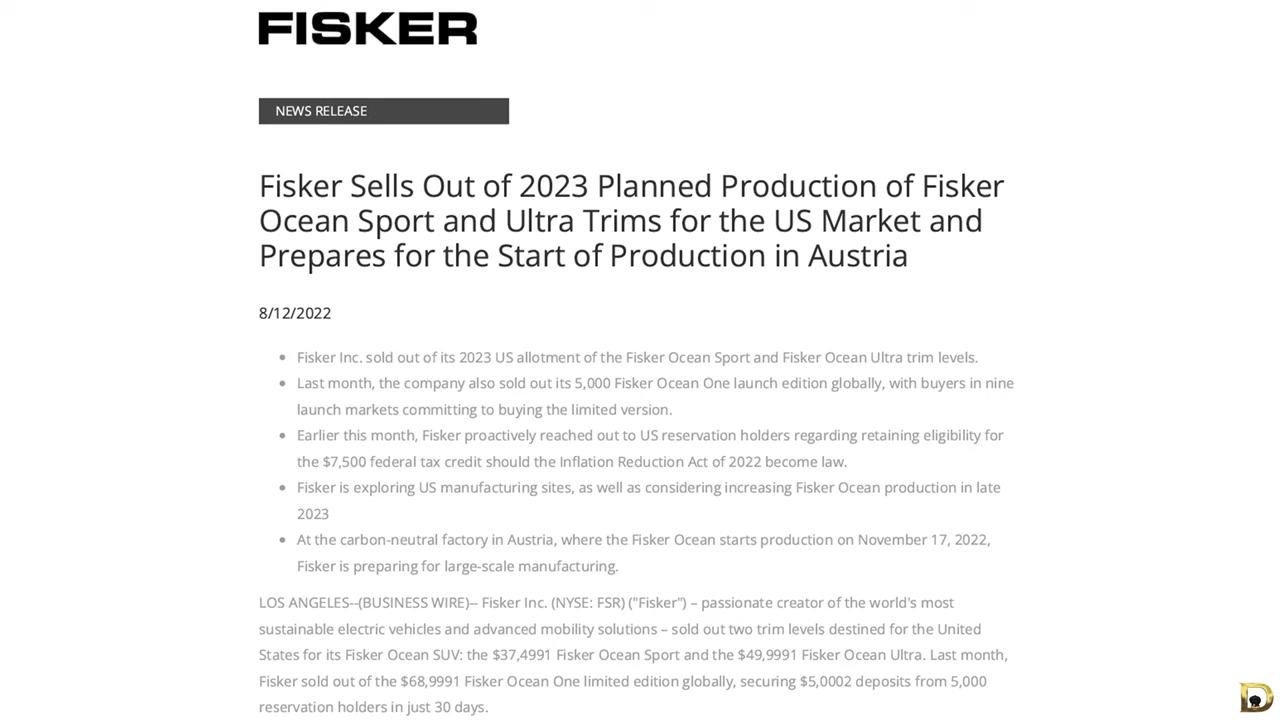 FISKER
NEWS RELEASE
Fisker Sells Out of 2023 Planned Production of Fisker
Ocean Sport and Ultra Trims for the US Market and
Prepares for the Start of Production in Austria
8/12/2022
• Fisker Inc. sold out of its 2023 US allotment of the Fisker Ocean Sport and Fisker Ocean Ultra trim levels.
• Last month, the company also sold out its 5,000 Fisker Ocean One launch edition globally, with buyers in nine
launch markets committing to buying the limited version.
• Earlier this month, Fisker proactively reached out to US reservation holders regarding retaining eligibility for
the $7,500 federal tax credit should the Inflation Reduction Act of 2022 become law.
• Fisker is exploring US manufacturing sites, as well as considering increasing Fisker Ocean production in late
2023
• At the carbon-neutral factory in Austria, where the Fisker Ocean starts production on November 17, 2022,
Fisker is preparing for large-scale manufacturing.
LOS ANGELES--(BUSINESS WIRE)-- Fisker Inc. (NYSE: FSR) ("Fisker") – passionate creator of the world's most
sustainable electric vehicles and advanced mobility solutions – sold out two trim levels destined for the United
States for its Fisker Ocean SUV: the $37,4991 Fisker Ocean Sport and the $49,9991 Fisker Ocean Ultra. Last month,
Fisker sold out of the $68,9991 Fisker Ocean One limited edition globally, securing $5,0002 deposits from 5,000
reservation holders in just 30 days.
D